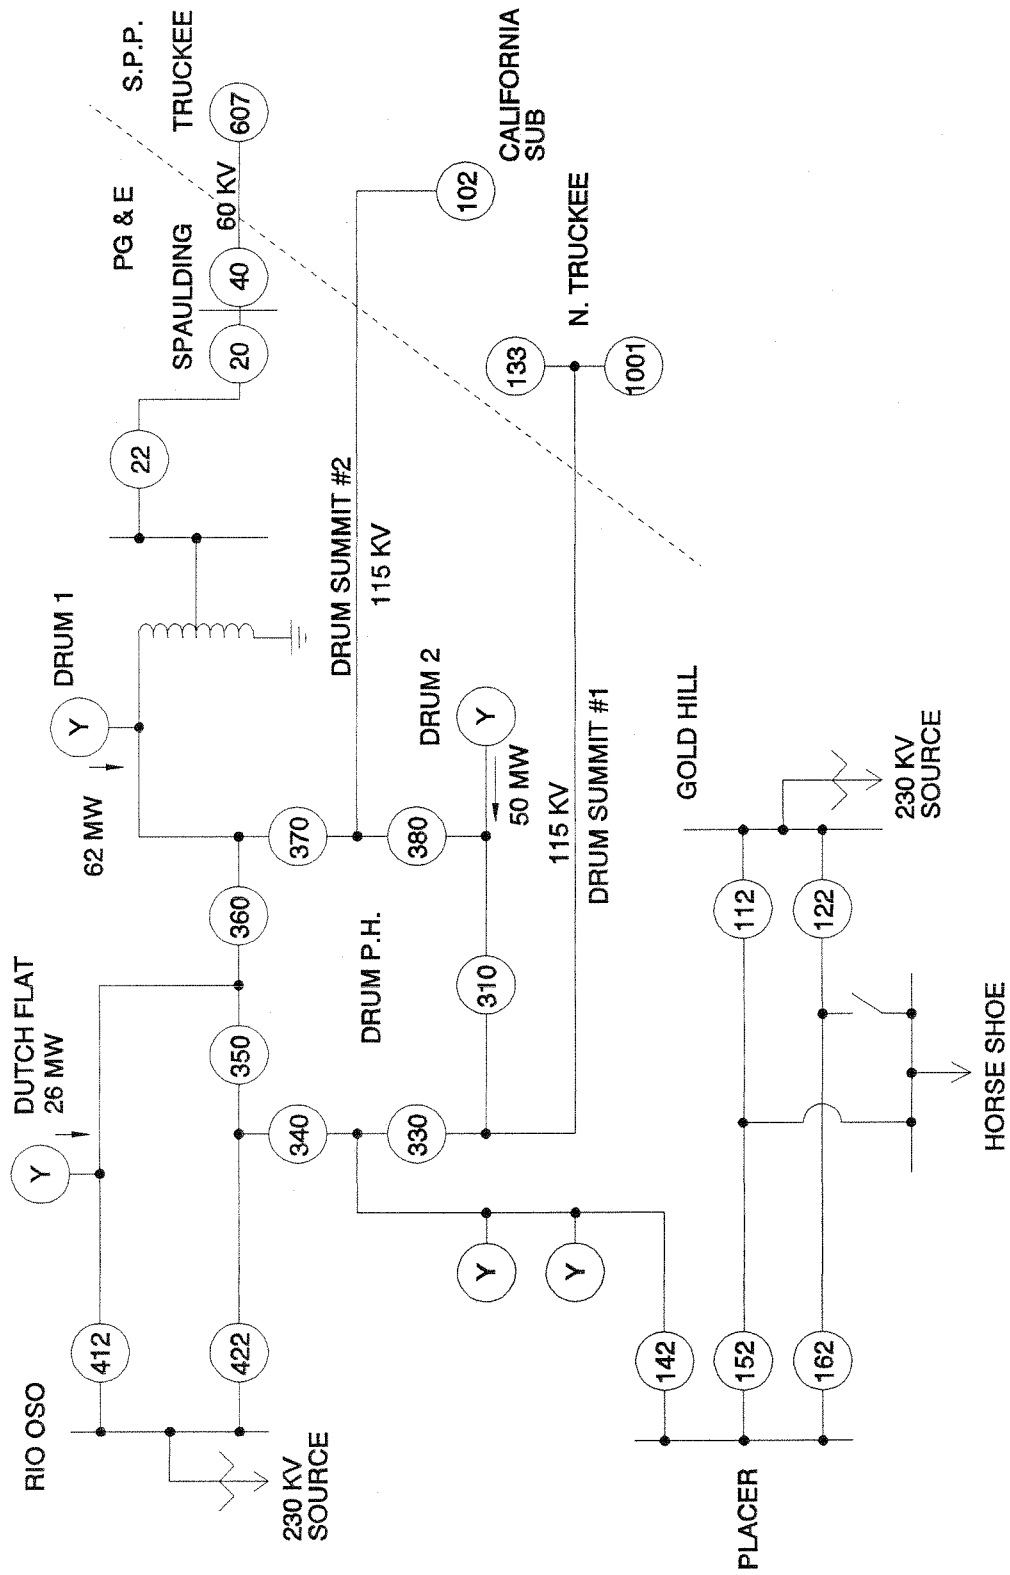 RIO OSO
412
422
230 KV
SOURCE
Y
DUTCH FLAT
26 MW
350
360
340
330
DRUM P.H.
310
62 MW
Y
DRUM 1
370
380
DRUM 2
Y
50 MW
22
SPAULDING
20
40
60 KV
607
TRUCKEE
PG & E
S.P.P.
DRUM SUMMIT #2
115 KV
102
CALIFORNIA
SUB
133
1001
N. TRUCKEE
115 KV
DRUM SUMMIT #1
Y
Y
PLACER
142
152
162
112
122
GOLD HILL
230 KV
SOURCE
HORSE SHOE